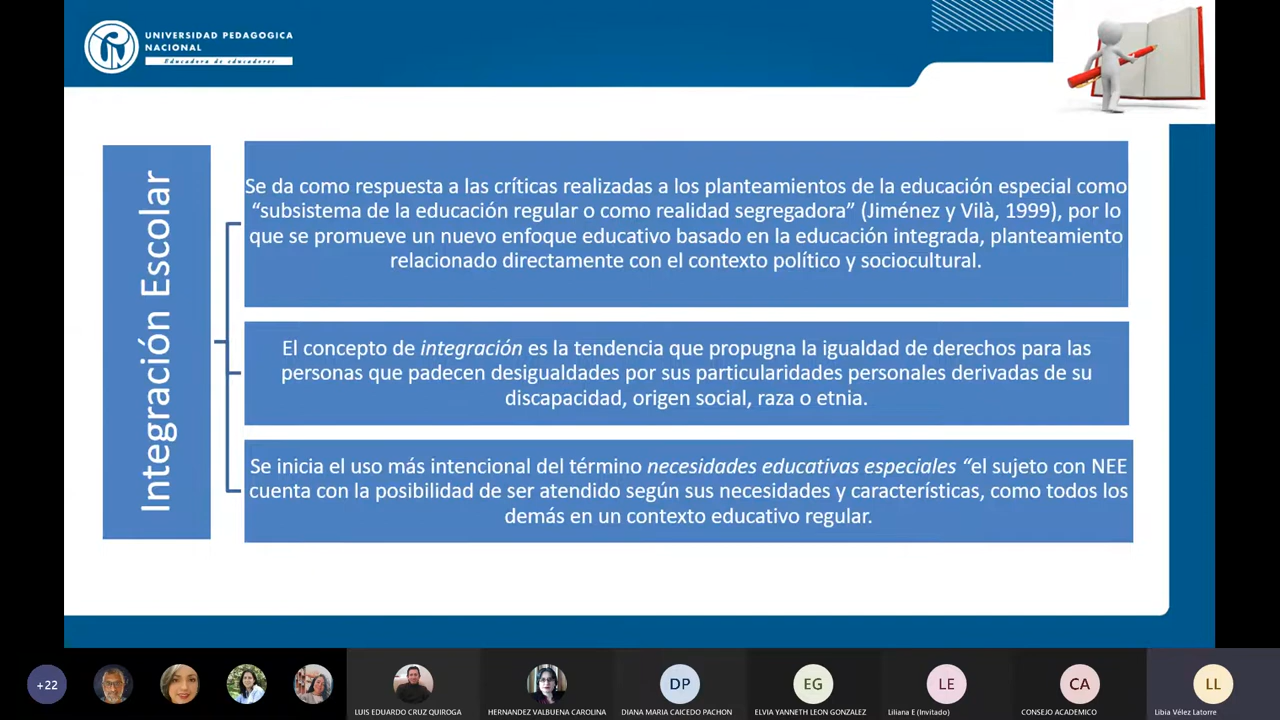 UNIVERSIDAD PEDAGOGICA
NACIONAL
Educadora de educadores
Integración Escolar
Se da como respuesta a las críticas realizadas a los planteamientos de la educación especial como
“subsistema de la educación regular o como realidad segregadora” (Jiménez y Vilà, 1999), por lo
que se promueve un nuevo enfoque educativo basado en la educación integrada, planteamiento
relacionado directamente con el contexto político y sociocultural.
El concepto de integración es la tendencia que propugna la igualdad de derechos para las
personas que padecen desigualdades por sus particularidades personales derivadas de su
discapacidad, origen social, raza o etnia.
Se inicia el uso más intencional del término necesidades educativas especiales “el sujeto con NEE
cuenta con la posibilidad de ser atendido según sus necesidades y características, como todos los
demás en un contexto educativo regular.
+22
DP
EG
LE
CA
LL
LUIS EDUARDO CRUZ QUIROGA
HERNANDEZ VALBUENA CAROLINA
DIANA MARIA CAICEDO PACHON
ELVIA YANNETH LEON GONZALEZ
Liliana E (Invitado)
CONSEJO ACADEMICO
Libia Vélez Latorre